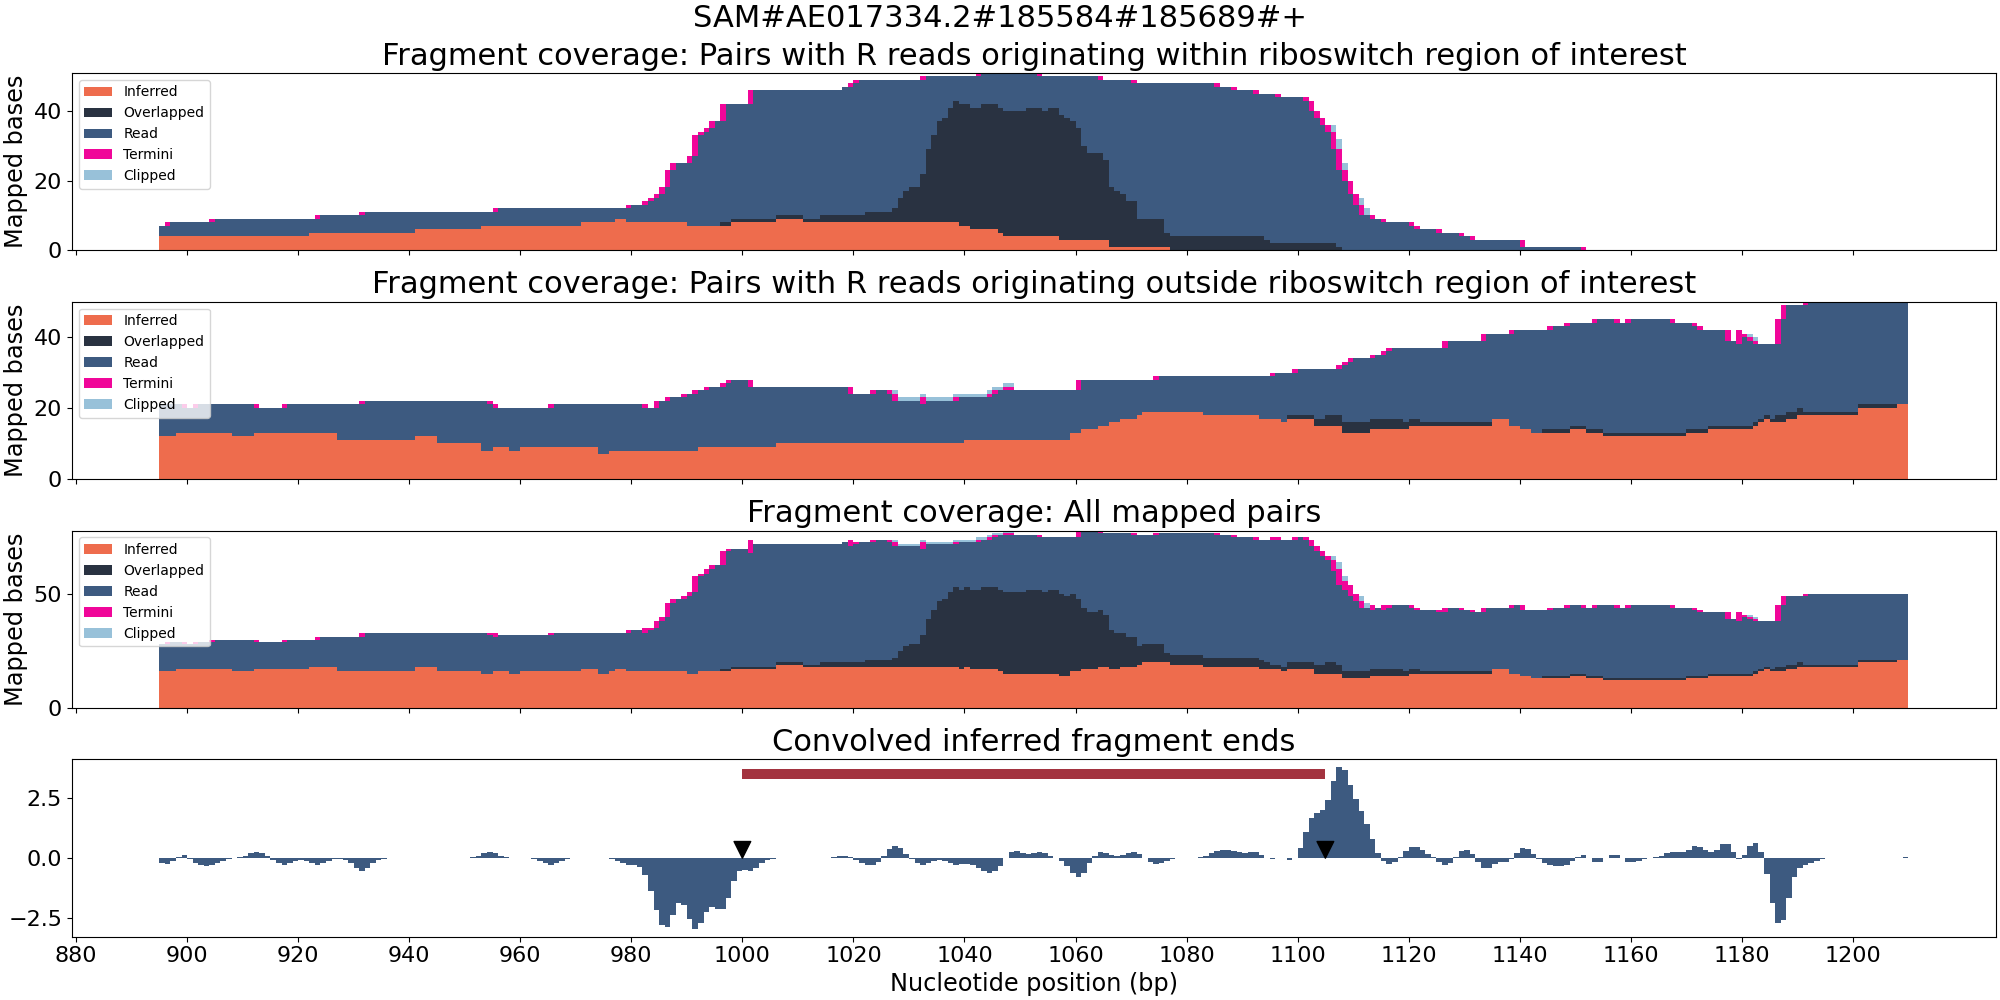 SAM#AE017334.2#185584#185689#+
Fragment coverage: Pairs with R reads originating within riboswitch region of interest
Mapped bases
40
20
0
Inferred
Overlapped
Read
Termini
Clipped
Fragment coverage: Pairs with R reads originating outside riboswitch region of interest
Mapped bases
40
20
0
Inferred
Overlapped
Read
Termini
Clipped
Fragment coverage: All mapped pairs
Mapped bases
50
0
Inferred
Overlapped
Read
Termini
Clipped
Convolved inferred fragment ends
2.5
0.0
−2.5
880 900 920 940 960 980 1000 1020 1040 1060 1080 1100 1120 1140 1160 1180 1200
Nucleotide position (bp)